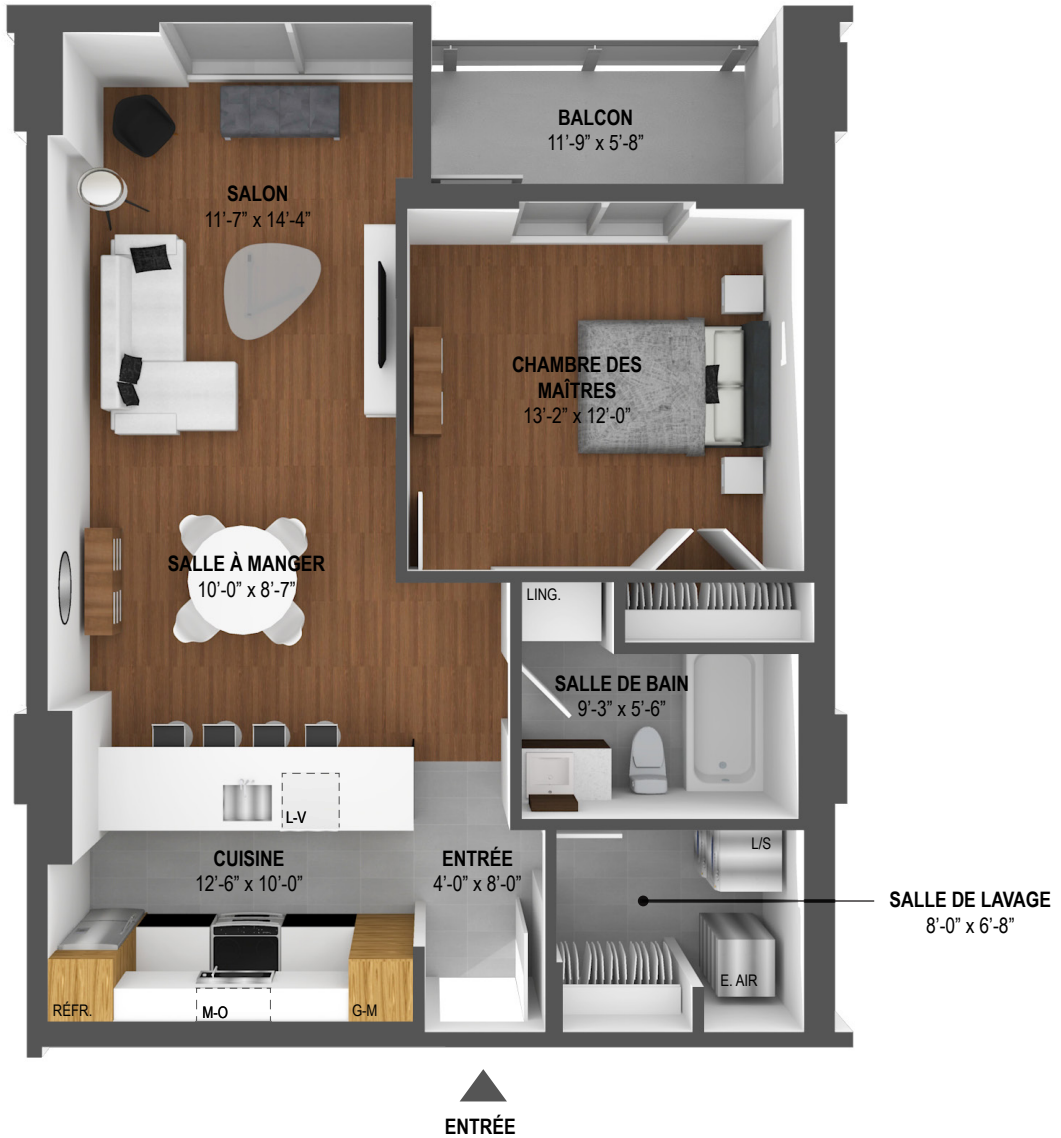 BALCON
11’-9” x 5’-8”
SALON
11’-7” x 14’-4”
CHAMBRE DES
MAÎTRES
13’-2” x 12’-0”
SALLE À MANGER
10’-0” x 8’-7”
LING.
SALLE DE BAIN
9’-3” x 5’-6”
L-V
L/S
CUISINE
12’-6” x 10’-0”
ENTRÉE
4’-0” x 8’-0”
SALLE DE LAVAGE
8’-0” x 6’-8”
E. AIR
RÉFR.
M-O
G-M
ENTRÉE